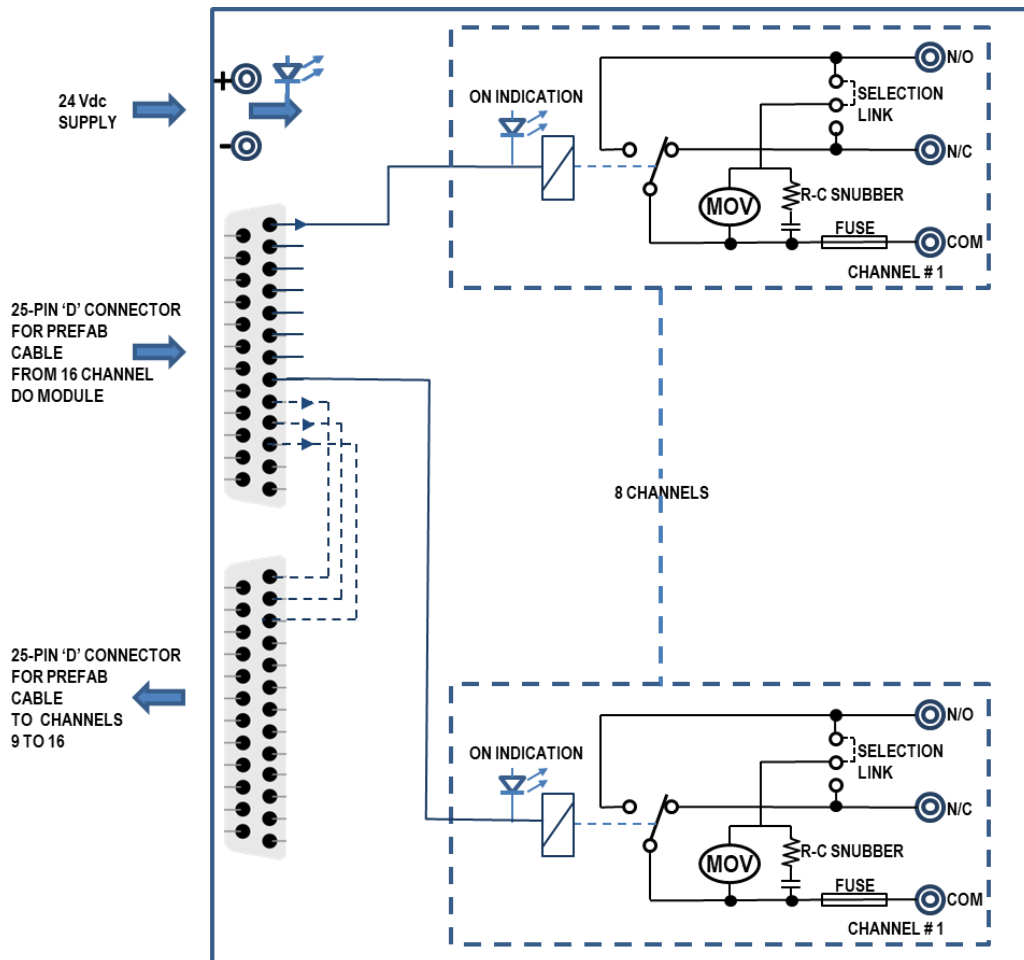 +
24 Vdc
SUPPLY
-
25-PIN ‘D’ CONNECTOR
FOR PREFAB
CABLE
FROM 16 CHANNEL
DO MODULE
25-PIN ‘D’ CONNECTOR
FOR PREFAB
CABLE
TO CHANNELS
9 TO 16
ON INDICATION
N/O
SELECTION
LINK
N/C
MOV
R-C SNUBBER
FUSE
COM
CHANNEL # 1
8 CHANNELS
ON INDICATION
N/O
SELECTION
LINK
N/C
MOV
R-C SNUBBER
FUSE
COM
CHANNEL # 1